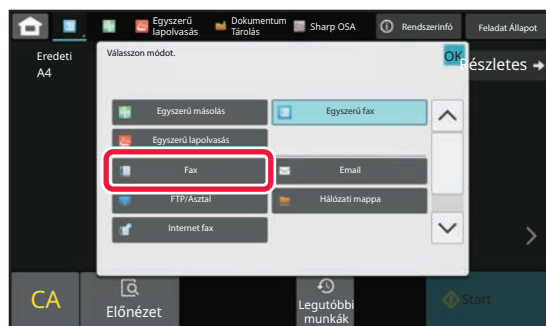 Egyszerű
lapolvasás
Dokumentum
Tárolás
Sharp OSA
Rendszerinfó
Feladat Állapot
Eredeti
A4
Válasszon módot.
OK
Részletes
Egyszerű másolás
Egyszerű fax
Egyszerű lapolvasás
Fax
Email
FTP/Asztal
Hálózati mappa
Internet fax
CA
Előnézet
Legutóbbi
munkák
Start